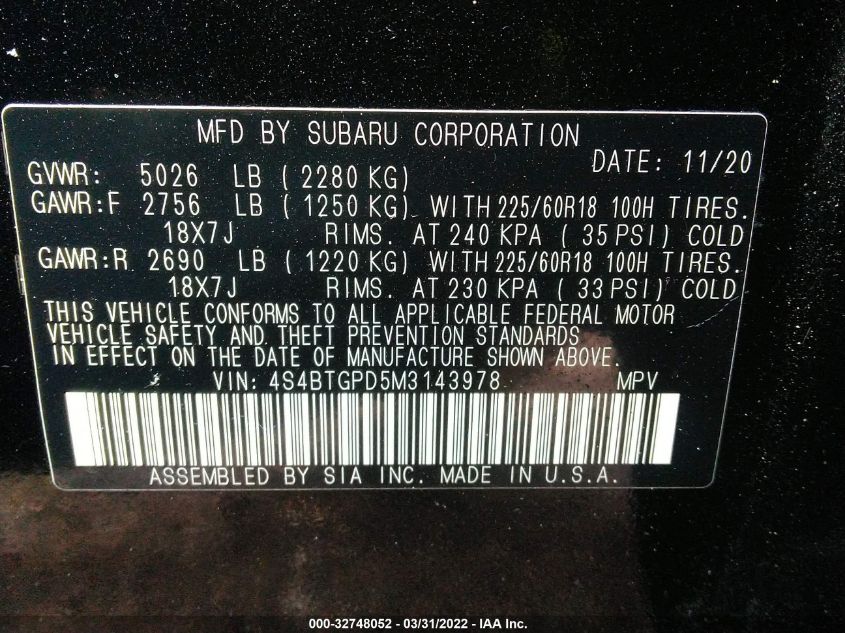 MFD BY SUBARU CORPORATION
DATE: 11/20
GVWR: 5026 LB ( 2280 KG)
GAWR:F 2756 LB ( 1250 KG) WITH 225/60R18 100H TIRES.
18X7J RIMS. AT 240 KPA ( 35 PSI) COLD
GAWR:R 2690 LB ( 1220 KG) WITH 225/60R18 100H TIRES.
18X7J RIMS. AT 230 KPA ( 33 PSI) COLD
THIS VEHICLE CONFORMS TO ALL APPLICABLE FEDERAL MOTOR
VEHICLE SAFETY AND THEFT PREVENTION STANDARDS
IN EFFECT ON THE DATE OF MANUFACTURE SHOWN ABOVE.
VIN: 4S4BTGPD5M3143978 MPV
ASSEMBLED BY SIA INC. MADE IN U.S.A.
000-32748052 - 03/31/2022 - IAA Inc.